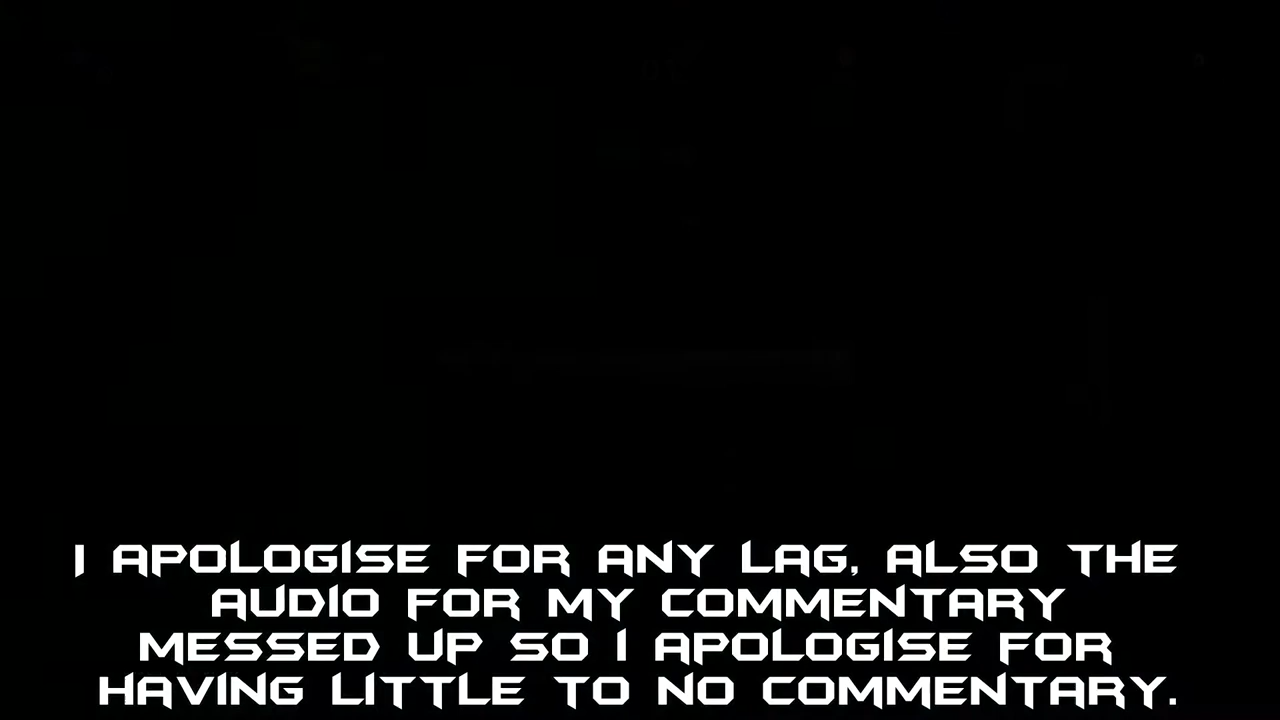 I APOLOGISE FOR ANY LAG, ALSO THE
AUDIO FOR MY COMMENTARY
MESSED UP SO I APOLOGISE FOR
HAVING LITTLE TO NO COMMENTARY.